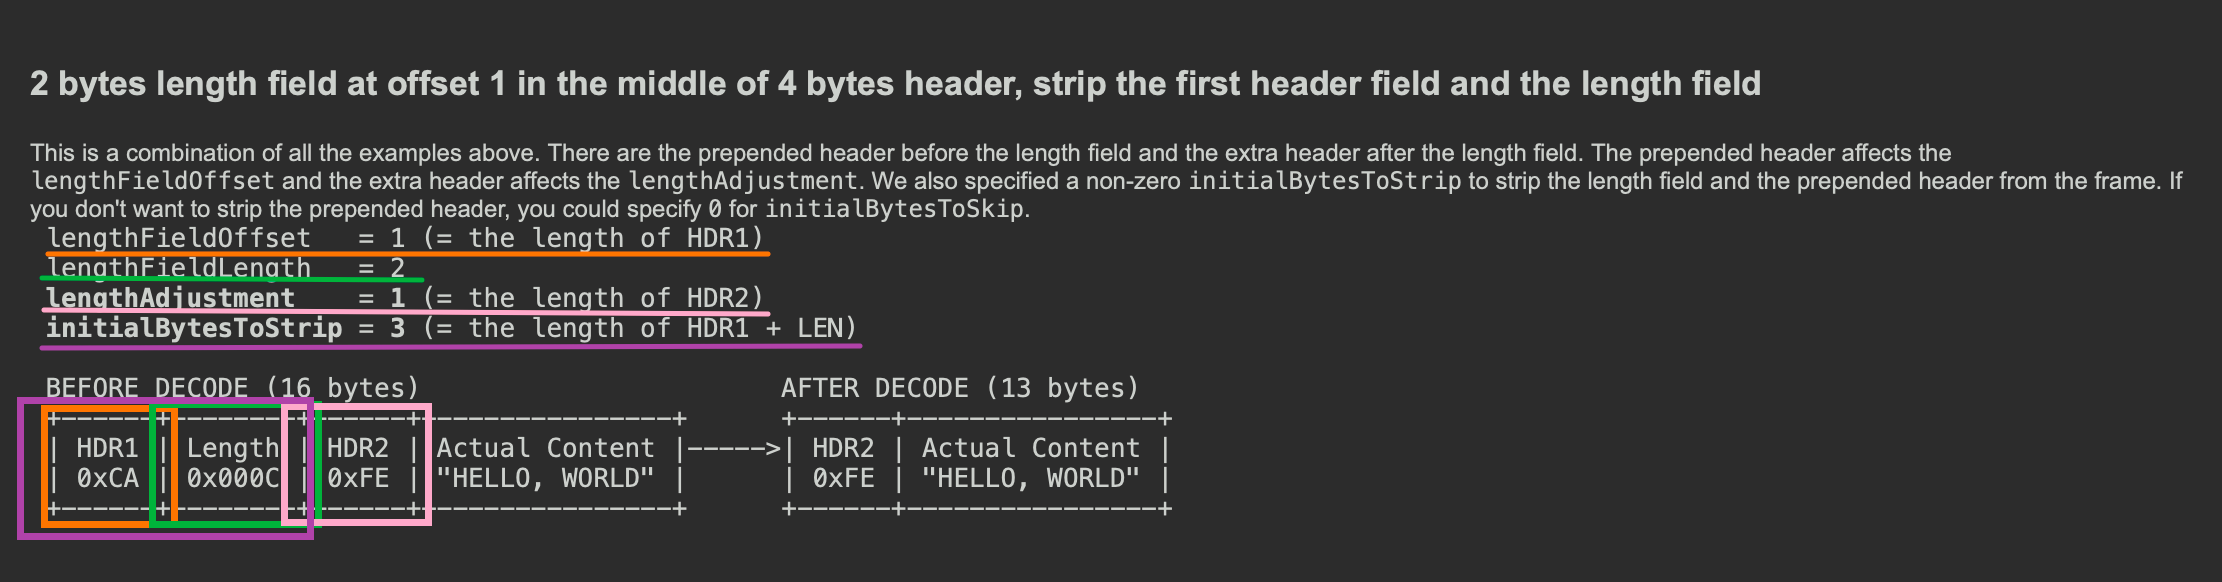 2 bytes length field at offset 1 in the middle of 4 bytes header, strip the first header field and the length field
This is a combination of all the examples above. There are the prepended header before the length field and the extra header after the length field. The prepended header affects the
lengthFieldOffset and the extra header affects the lengthAdjustment. We also specified a non-zero initialBytesToStrip to strip the length field and the prepended header from the frame. If
you don't want to strip the prepended header, you could specify 0 for initialBytesToSkip.
lengthFieldOffset   = 1 (= the length of HDR1)
lengthFieldLength   = 2
lengthAdjustment    = 1 (= the length of HDR2)
initialBytesToStrip = 3 (= the length of HDR1 + LEN)
BEFORE DECODE (16 bytes)                       AFTER DECODE (13 bytes)
+------+--------+------+----------------+      +------+----------------+
| HDR1 | Length | HDR2 | Actual Content |----->| HDR2 | Actual Content |
| 0xCA | 0x000C | 0xFE | "HELLO, WORLD" |      | 0xFE | "HELLO, WORLD" |
+------+--------+------+----------------+      +------+----------------+